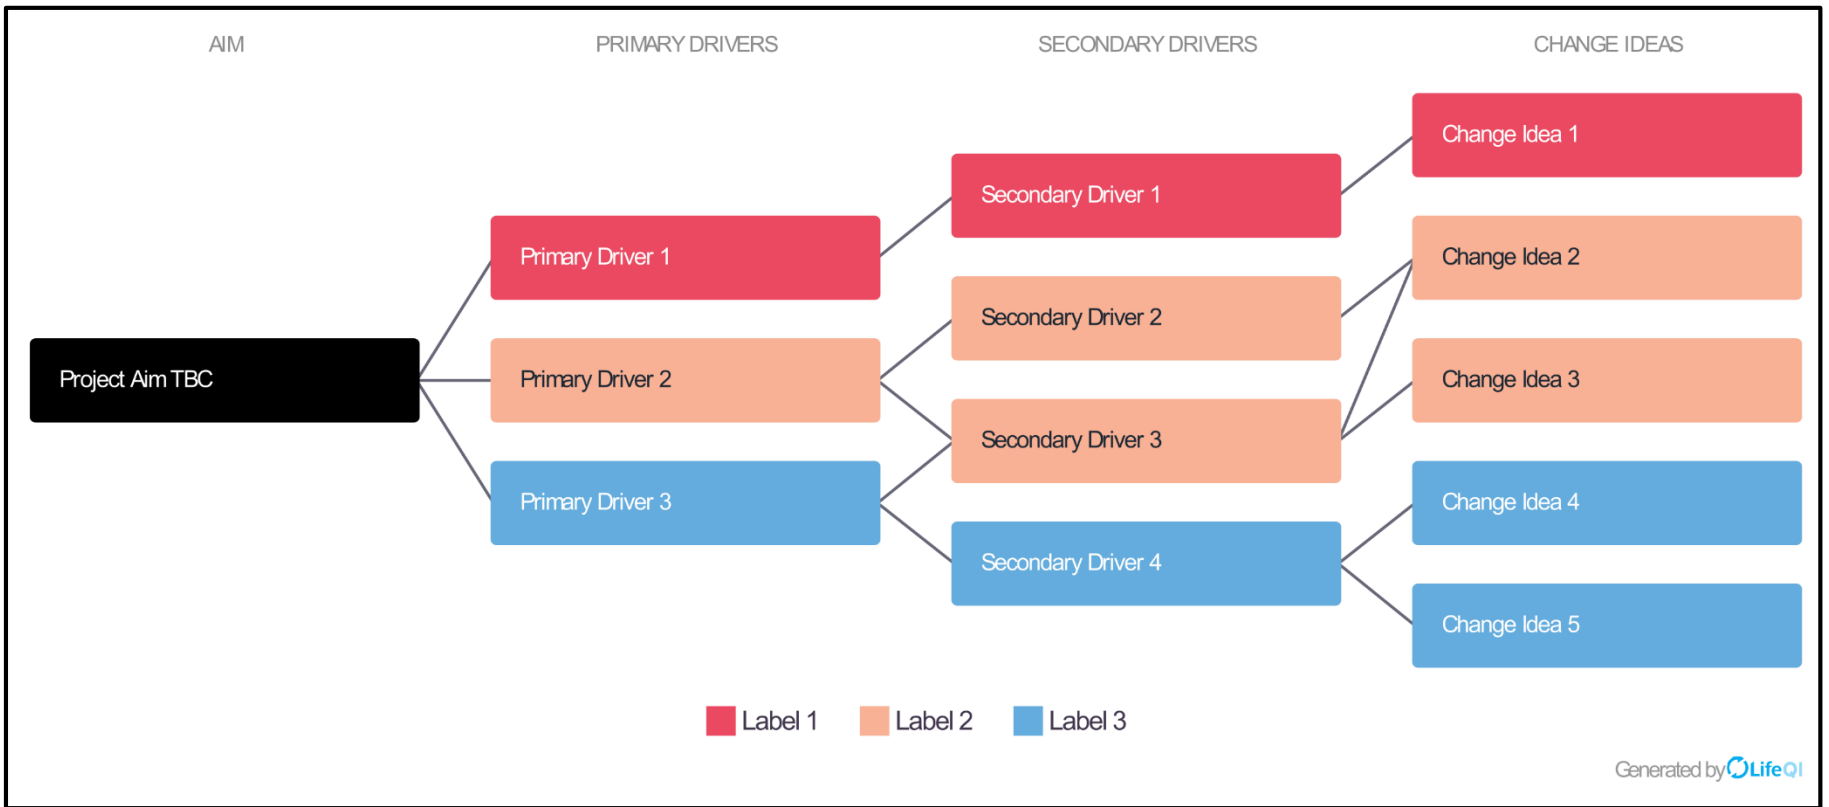 AIM
PRIMARY DRIVERS
SECONDARY DRIVERS
CHANGE IDEAS
Project Aim TBC
Primary Driver 1
Primary Driver 2
Primary Driver 3
Secondary Driver 1
Secondary Driver 2
Secondary Driver 3
Secondary Driver 4
Change Idea 1
Change Idea 2
Change Idea 3
Change Idea 4
Change Idea 5
Label 1
Label 2
Label 3
Generated by LifeQI